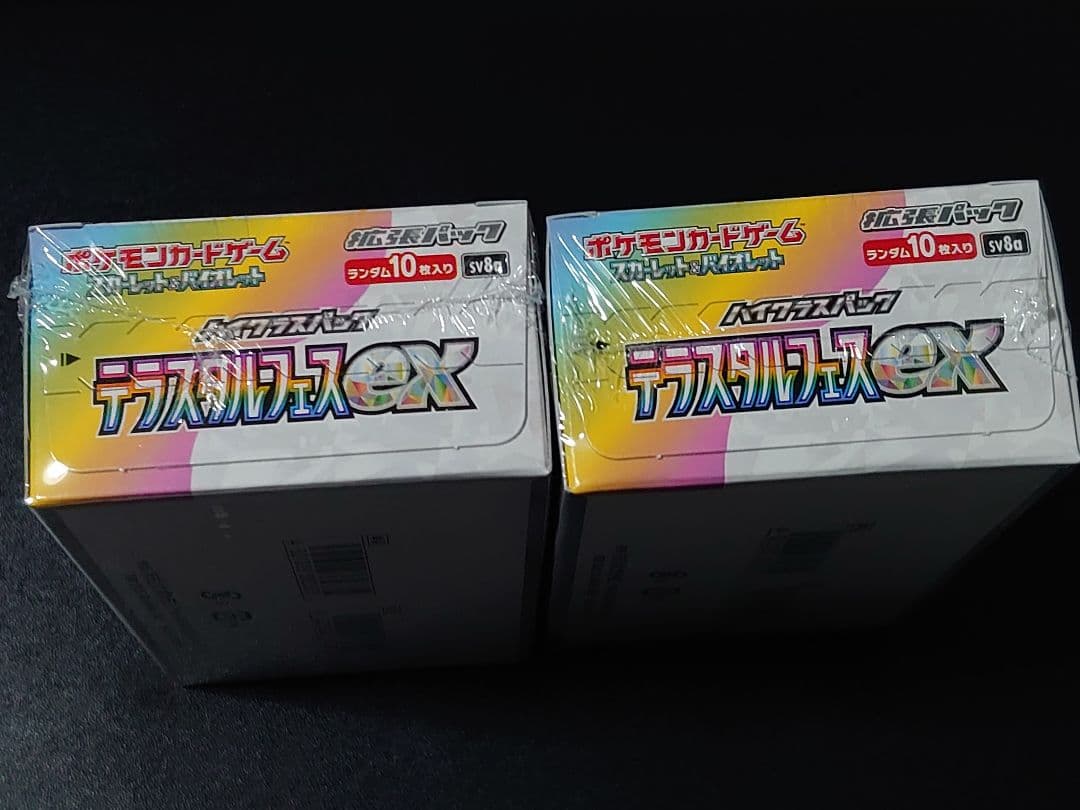 ポケモンカードゲーム
スカーレット&バイオレット
拡張パック
ランダム10枚入り
sv8a
ハイクラスパック
テラスタルフェスex
ポケモンカードゲーム
スカーレット&バイオレット
拡張パック
ランダム10枚入り
sv8a
ハイクラスパック
テラスタルフェスex